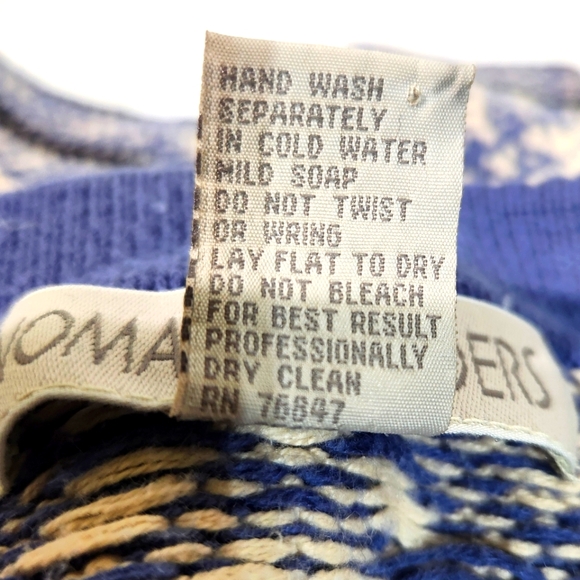 HAND WASH
SEPARATELY
IN COLD WATER
MILD SOAP
DO NOT TWIST
OR WRING
LAY FLAT TO DRY
DO NOT BLEACH
FOR BEST RESULT
PROFESSIONALLY
DRY CLEAN
RN 76847